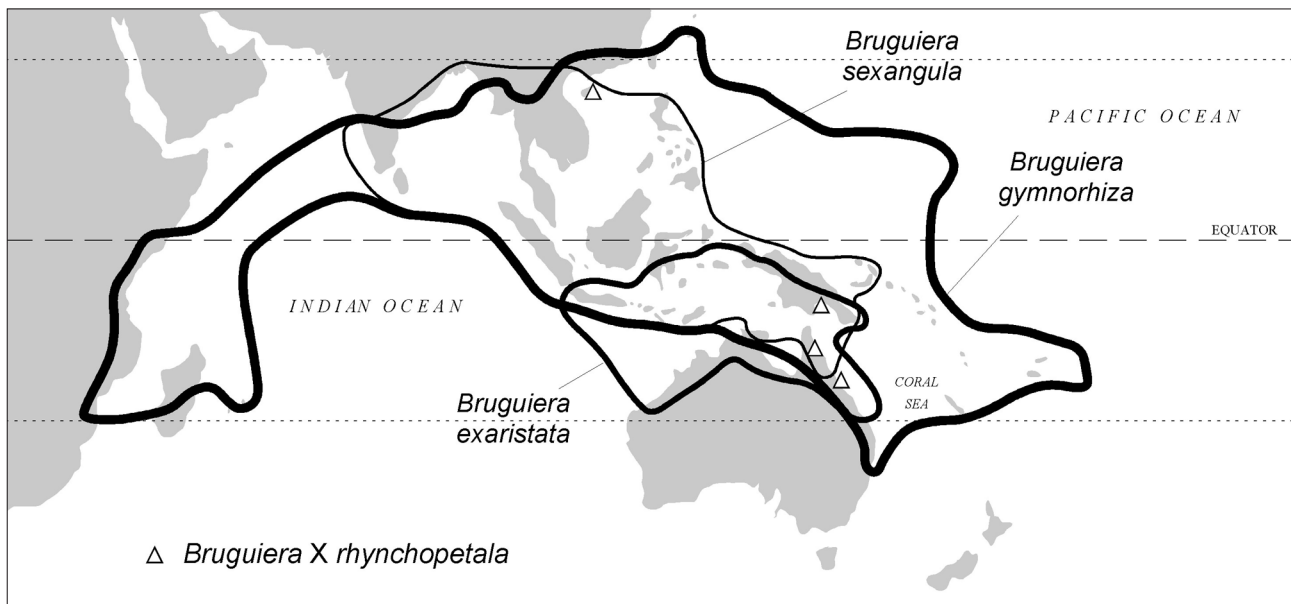 Bruguiera
sexangula
PACIFIC OCEAN
Bruguiera
gymnorhiza
EQUATOR
INDIAN OCEAN
CORAL
SEA
Bruguiera
exaristata
Bruguiera X rhynchopetala